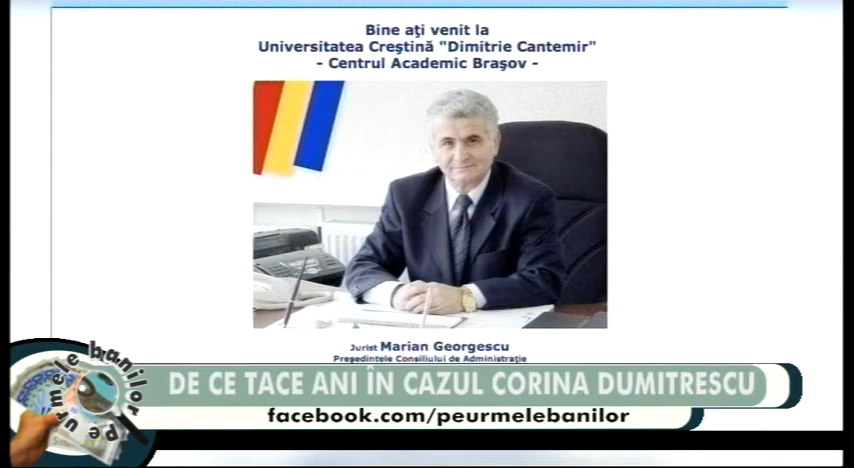 Bine aţi venit la
Universitatea Creştină "Dimitrie Cantemir"
- Centrul Academic Braşov -
Jurist Marian Georgescu
Preşedintele Consiliului de Administraţie
pe urmele banilor
DE CE TACE ANI ÎN CAZUL CORINA DUMITRESCU
facebook.com/peurmelebanilor